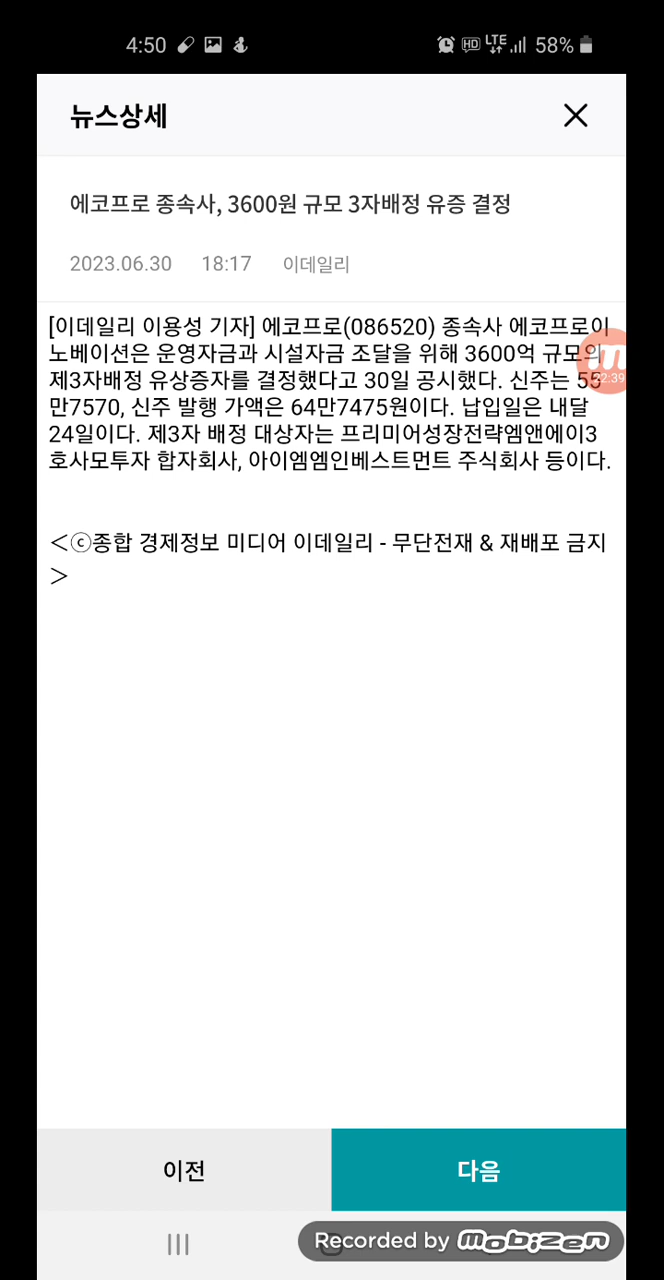 4:50 LTE 58%
뉴스상세
에코프로 종속사, 3600원 규모 3자배정 유증 결정
2023.06.30 18:17 이데일리
[이데일리 이용성 기자] 에코프로(086520) 종속사 에코프로이
노베이션은 운영자금과 시설자금 조달을 위해 3600억 규모의
제3자배정 유상증자를 결정했다고 30일 공시했다. 신주는 55
만7570, 신주 발행 가액은 64만7475원이다. 납입일은 내달
24일이다. 제3자 배정 대상자는 프리미어성장전략엠앤에이3
호사모투자 합자회사, 아이엠엠인베스트먼트 주식회사 등이다.
<ⓒ종합 경제정보 미디어 이데일리 - 무단전재 & 재배포 금지
>
이전 다음
Recorded by mobizen